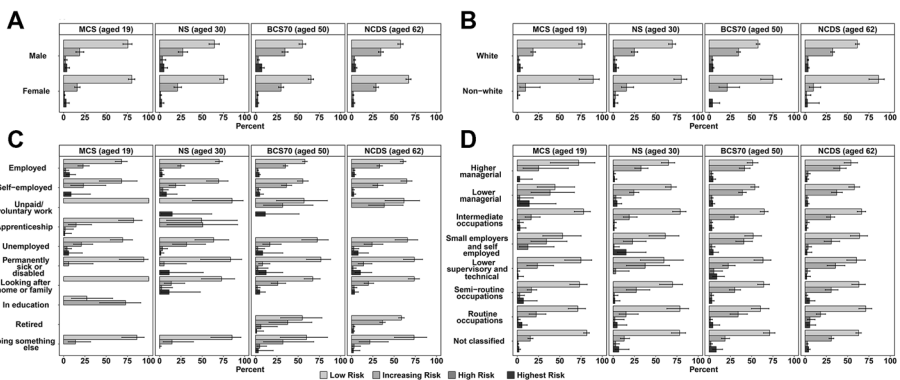 A
MCS (aged 19) NS (aged 30) BCS70 (aged 50) NCDS (aged 62)
Male
Female
0 25 50 75 100 0 25 50 75 100 0 25 50 75 100 0 25 50 75 100
Percent
B
MCS (aged 19) NS (aged 30) BCS70 (aged 50) NCDS (aged 62)
White
Non−white
0 25 50 75 100 0 25 50 75 100 0 25 50 75 100 0 25 50 75 100
Percent
C
MCS (aged 19) NS (aged 30) BCS70 (aged 50) NCDS (aged 62)
Employed
Self−employed
Unpaid/
voluntary work
Apprenticeship
Unemployed
Permanently
sick or
disabled
Looking after
home or family
In education
Retired
oing something
else
0 25 50 75 100 0 25 50 75 100 0 25 50 75 100 0 25 50 75 100
Percent
D
MCS (aged 19) NS (aged 30) BCS70 (aged 50) NCDS (aged 62)
Higher
managerial
Lower
managerial
Intermediate
occupations
Small employers
and self
employed
Lower
supervisory and
technical
Semi−routine
occupations
Routine
occupations
Not classified
0 25 50 75 100 0 25 50 75 100 0 25 50 75 100 0 25 50 75 100
Percent
Low Risk Increasing Risk High Risk Highest Risk